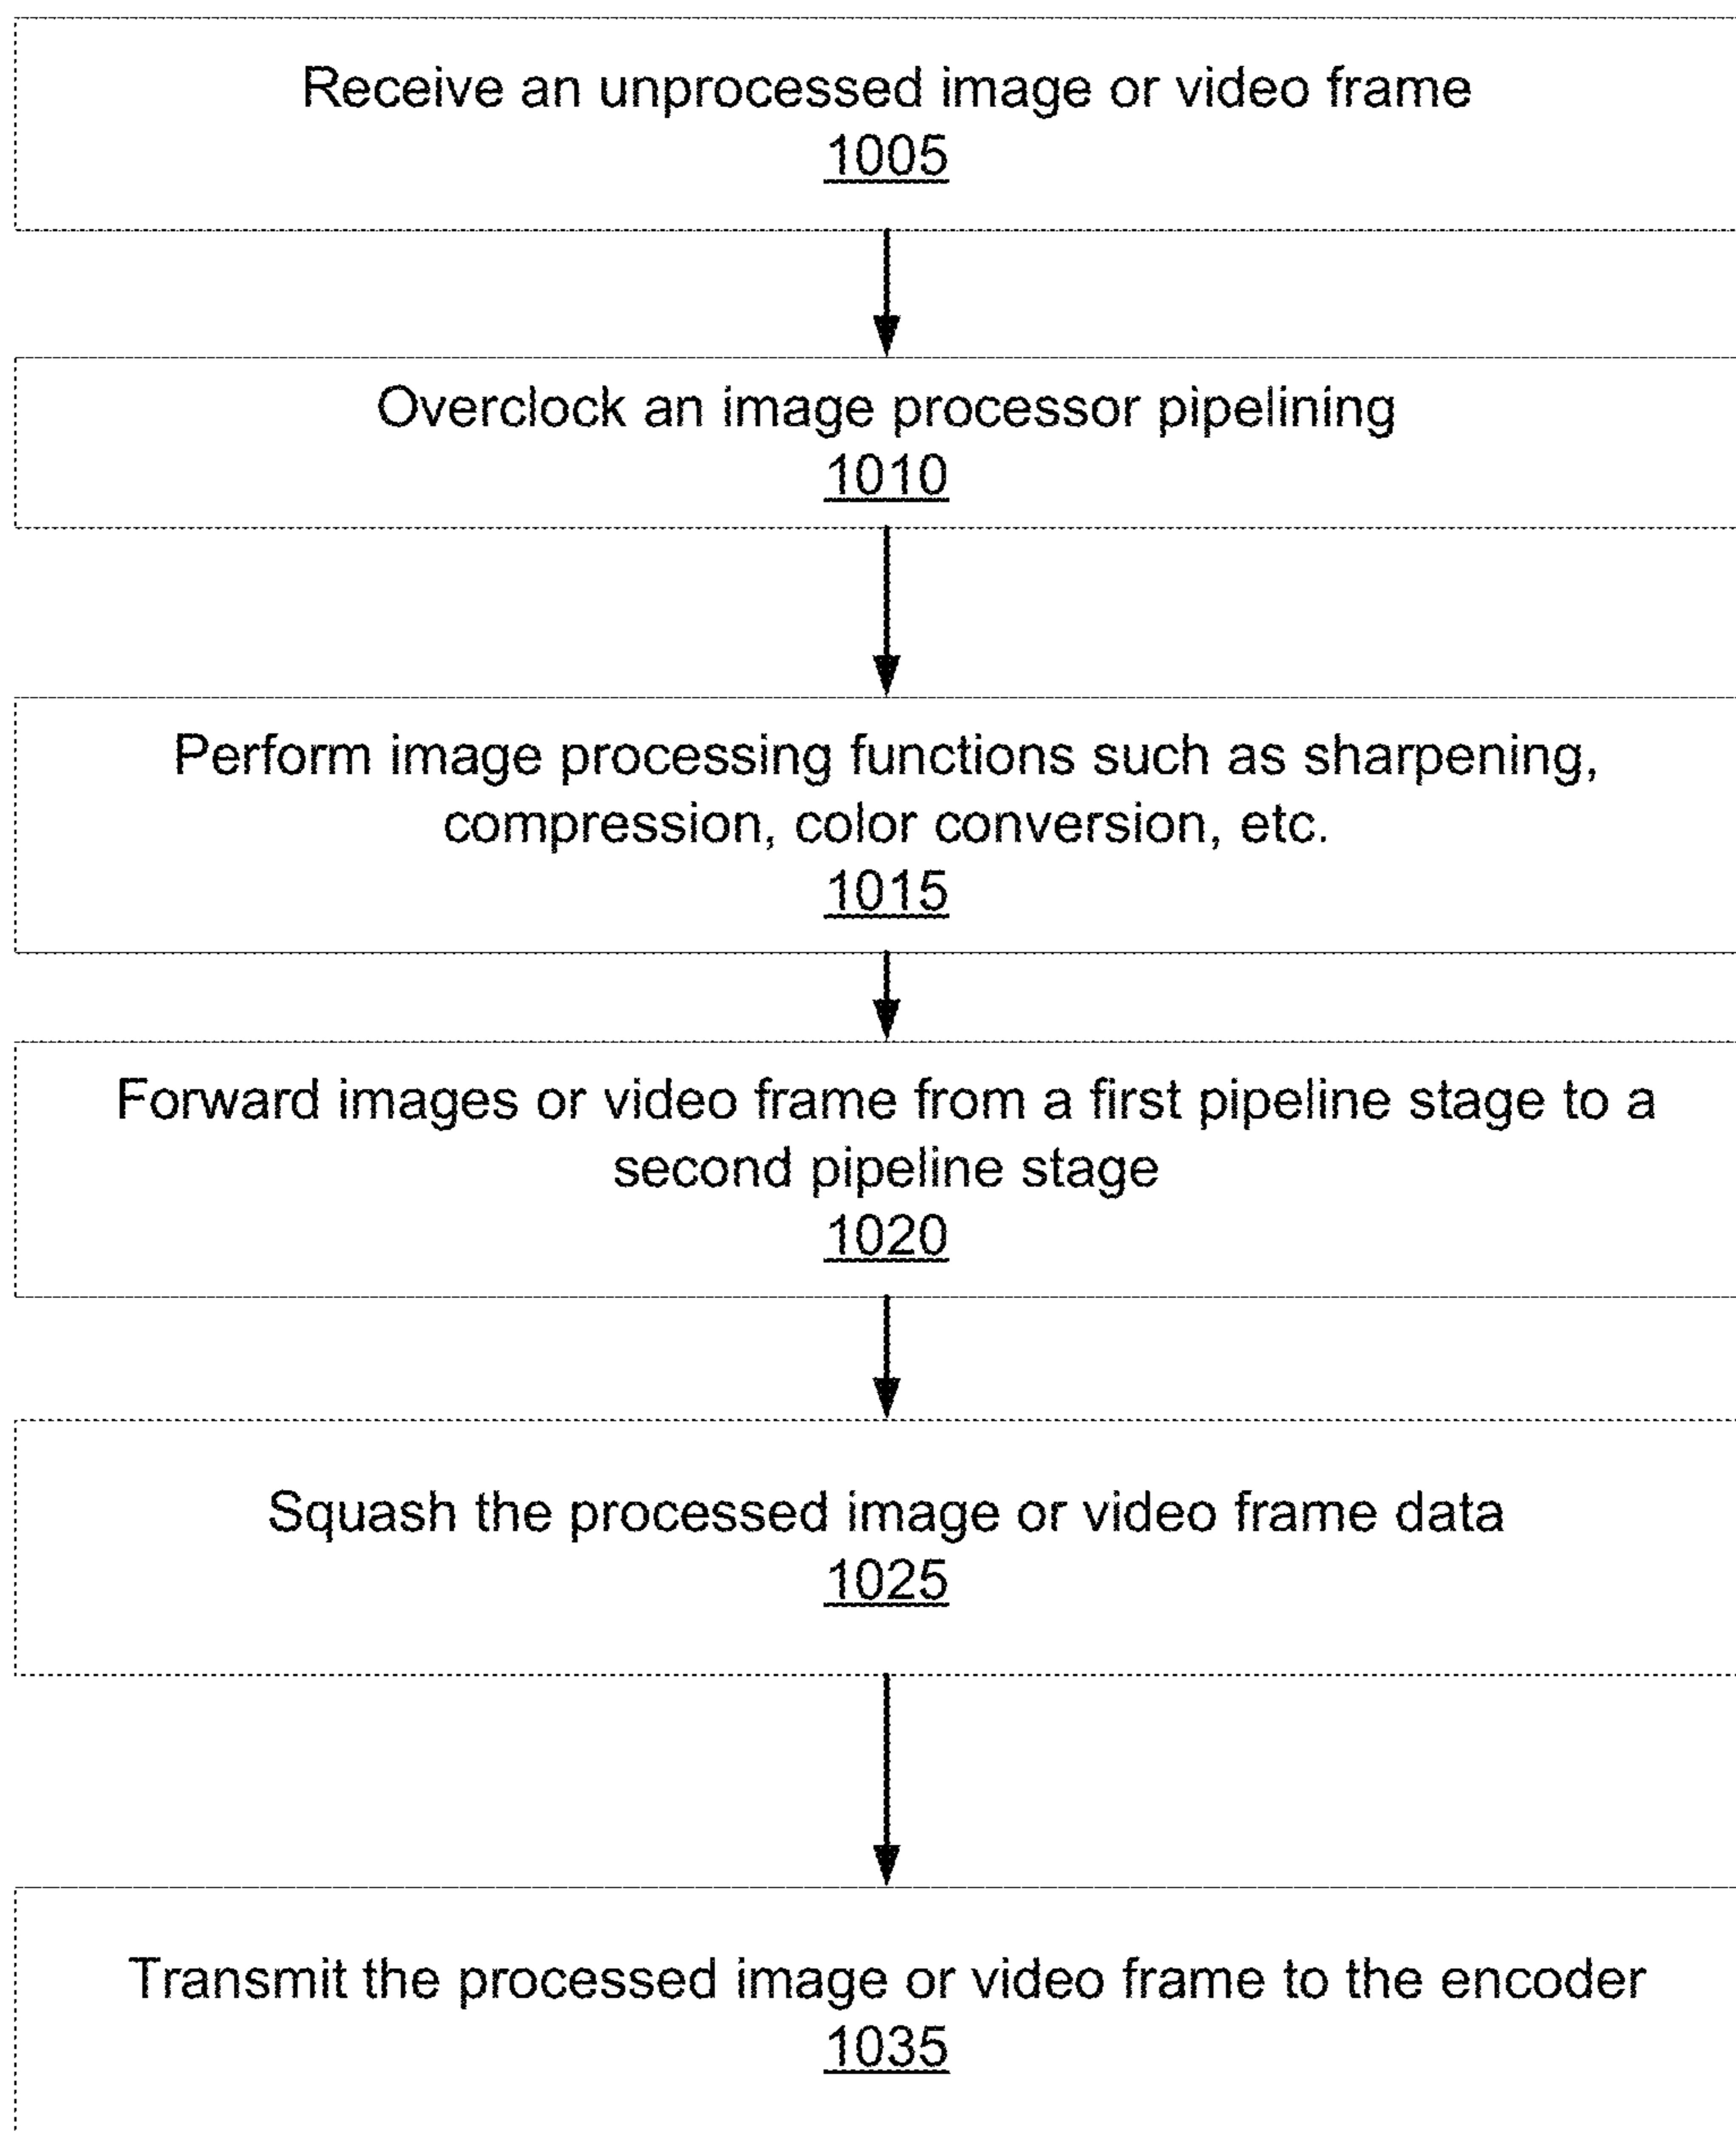 Receive an unprocessed image or video frame
1005
Overclock an image processor pipelining
1010
Perform image processing functions such as sharpening,
compression, color conversion, etc.
1015
Forward images or video frame from a first pipeline stage to a
second pipeline stage
1020
Squash the processed image or video frame data
1025
Transmit the processed image or video frame to the encoder
1035